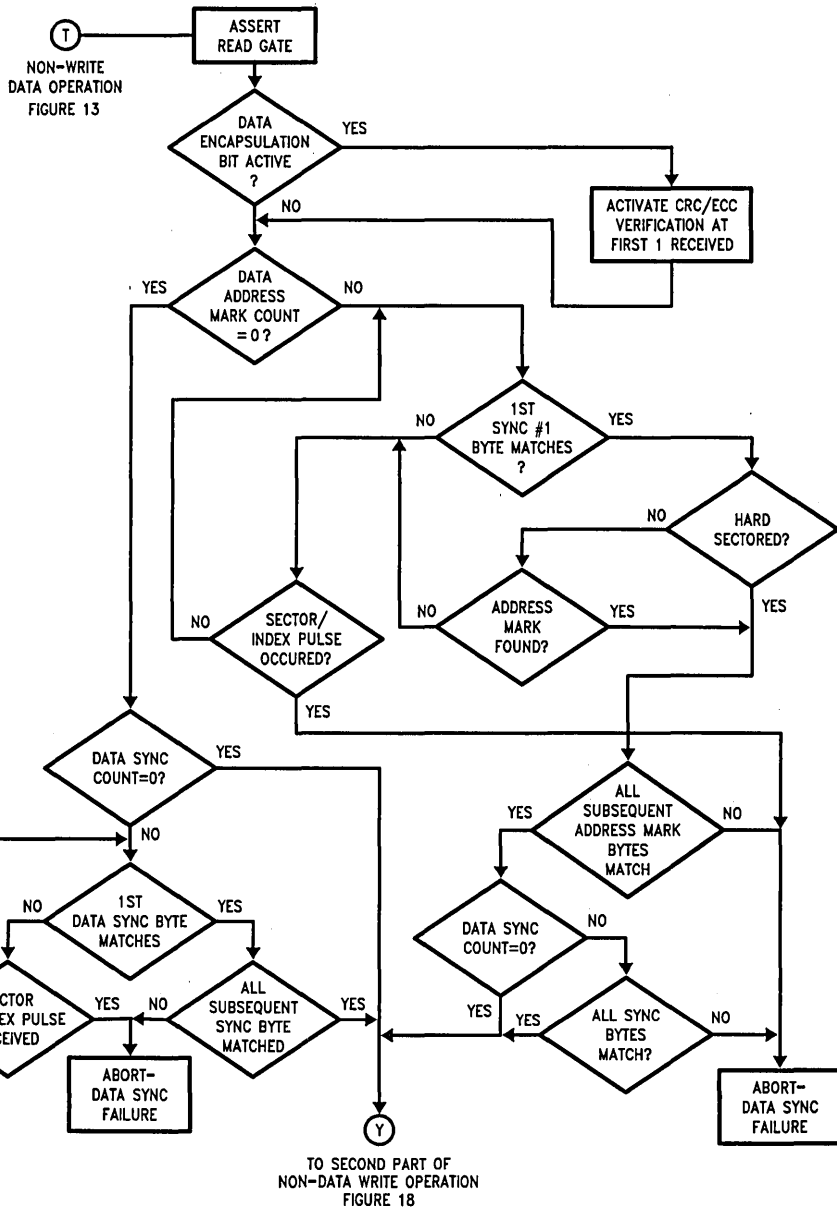 T
NON-WRITE
DATA OPERATION
FIGURE 13
ASSERT
READ GATE
DATA
ENCAPSULATION
BIT ACTIVE
?
YES
NO
ACTIVATE CRC/ECC
VERIFICATION AT
FIRST 1 RECEIVED
DATA
ADDRESS
MARK COUNT
=0?
YES
NO
1ST
SYNC #1
BYTE MATCHES
?
NO
YES
HARD
SECTORED?
NO
YES
ADDRESS
MARK
FOUND?
NO
YES
SECTOR/
INDEX PULSE
OCCURED?
NO
YES
DATA SYNC
COUNT=0?
YES
NO
ALL
SUBSEQUENT
ADDRESS MARK
BYTES
MATCH
YES
NO
1ST
DATA SYNC BYTE
MATCHES
NO
YES
DATA SYNC
COUNT=0?
NO
YES
CTOR
EX PULSE
CEIVED
YES
ALL
SUBSEQUENT
SYNC BYTE
MATCHED
NO
YES
ALL SYNC
BYTES
MATCH?
YES
NO
ABORT-
DATA SYNC
FAILURE
ABORT-
DATA SYNC
FAILURE
Y
TO SECOND PART OF
NON-DATA WRITE OPERATION
FIGURE 18